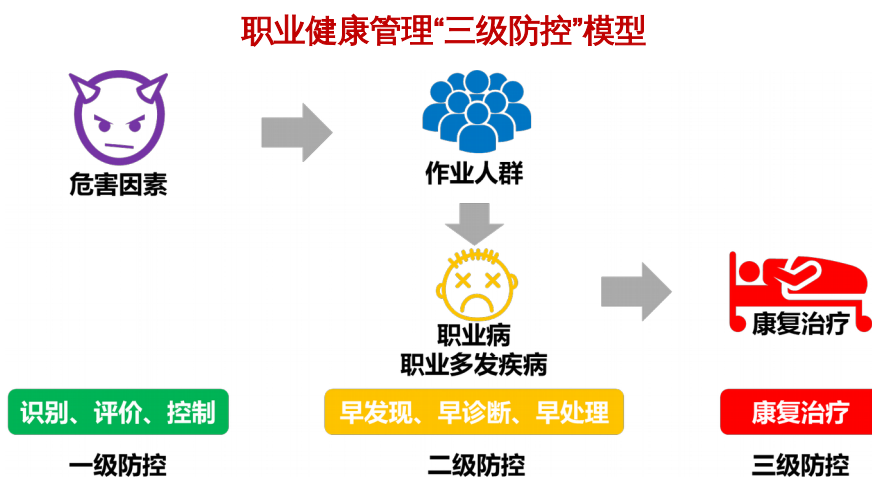 职业健康管理“三级防控”模型
危害因素
作业人群
职业病
职业多发疾病
康复治疗
识别、评价、控制
早发现、早诊断、早处理
康复治疗
一级防控
二级防控
三级防控